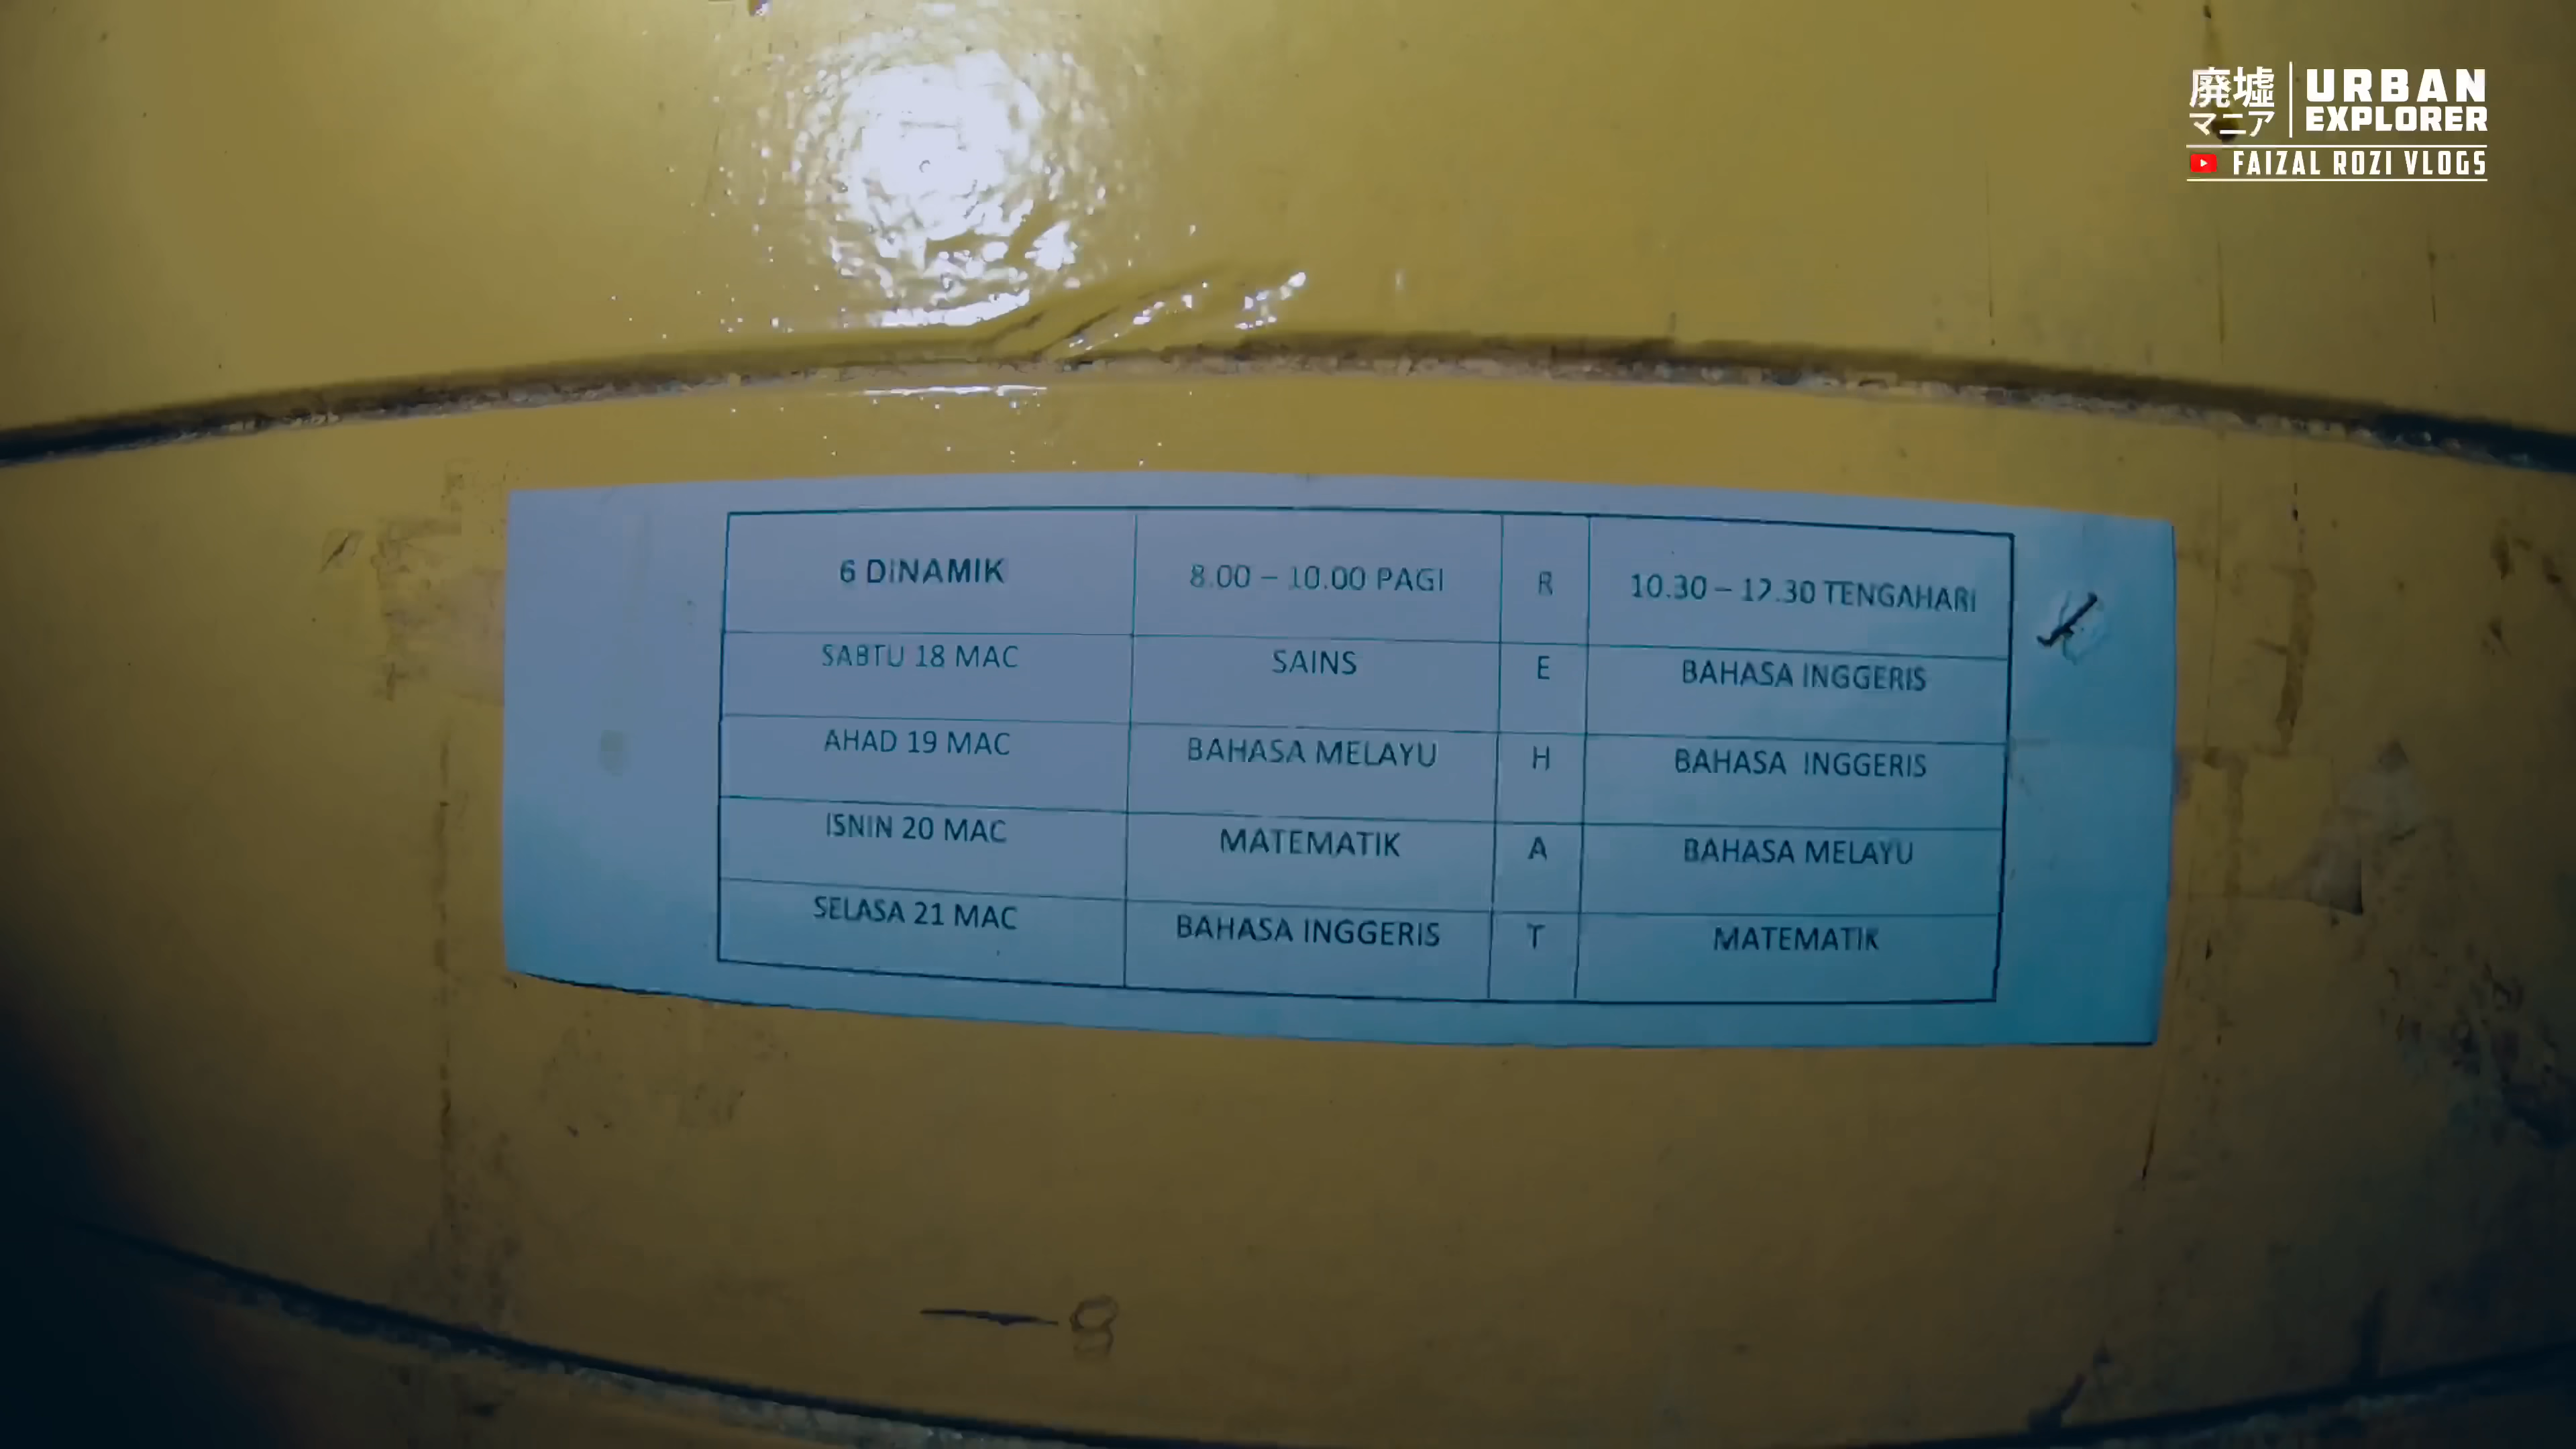 廃墟
マニア
URBAN
EXPLORER
FAIZAL ROZI VLOGS
6 DINAMIK 8.00 – 10.00 PAGI R 10.30 – 12.30 TENGAHARI
SABTU 18 MAC SAINS E BAHASA INGGERIS
AHAD 19 MAC BAHASA MELAYU H BAHASA INGGERIS
ISNIN 20 MAC MATEMATIK A BAHASA MELAYU
SELASA 21 MAC BAHASA INGGERIS T MATEMATIK